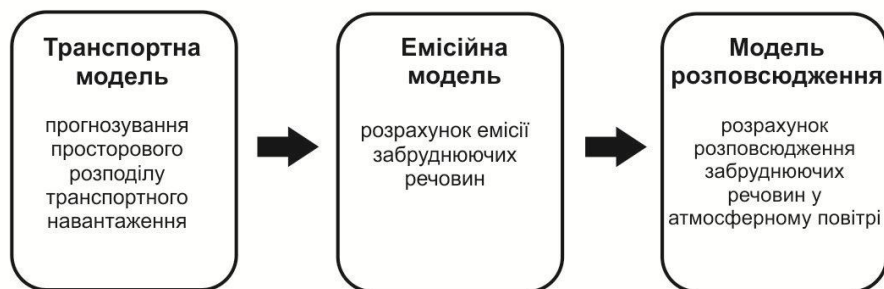 Транспортна
модель
прогнозування
просторового
розподілу
транспортного
навантаження
Емісійна
модель
розрахунок емісії
забруднюючих
речовин
Модель
розповсюдження
розрахунок
розповсюдження
забруднюючих
речовин у
атмосферному повітрі